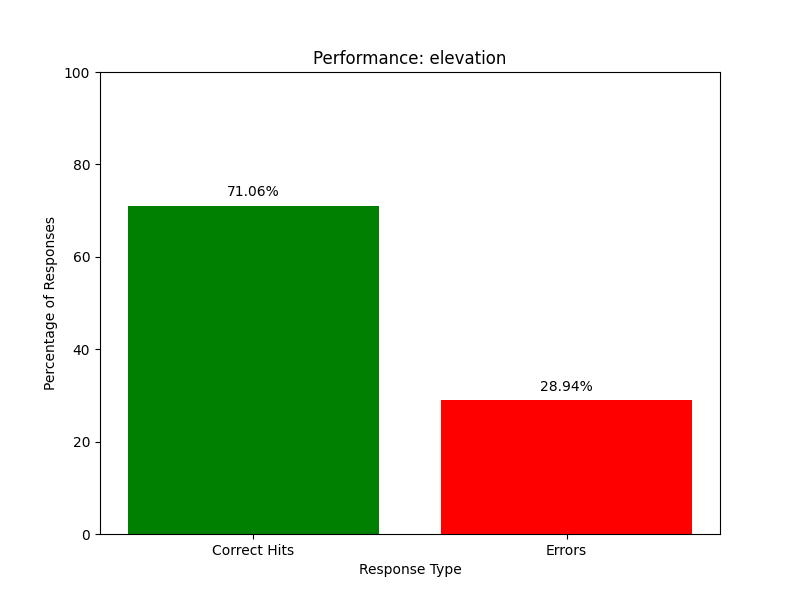 Performance: elevation
100
80
60
40
20
0
Percentage of Responses
71.06%
28.94%
Correct Hits
Errors
Response Type